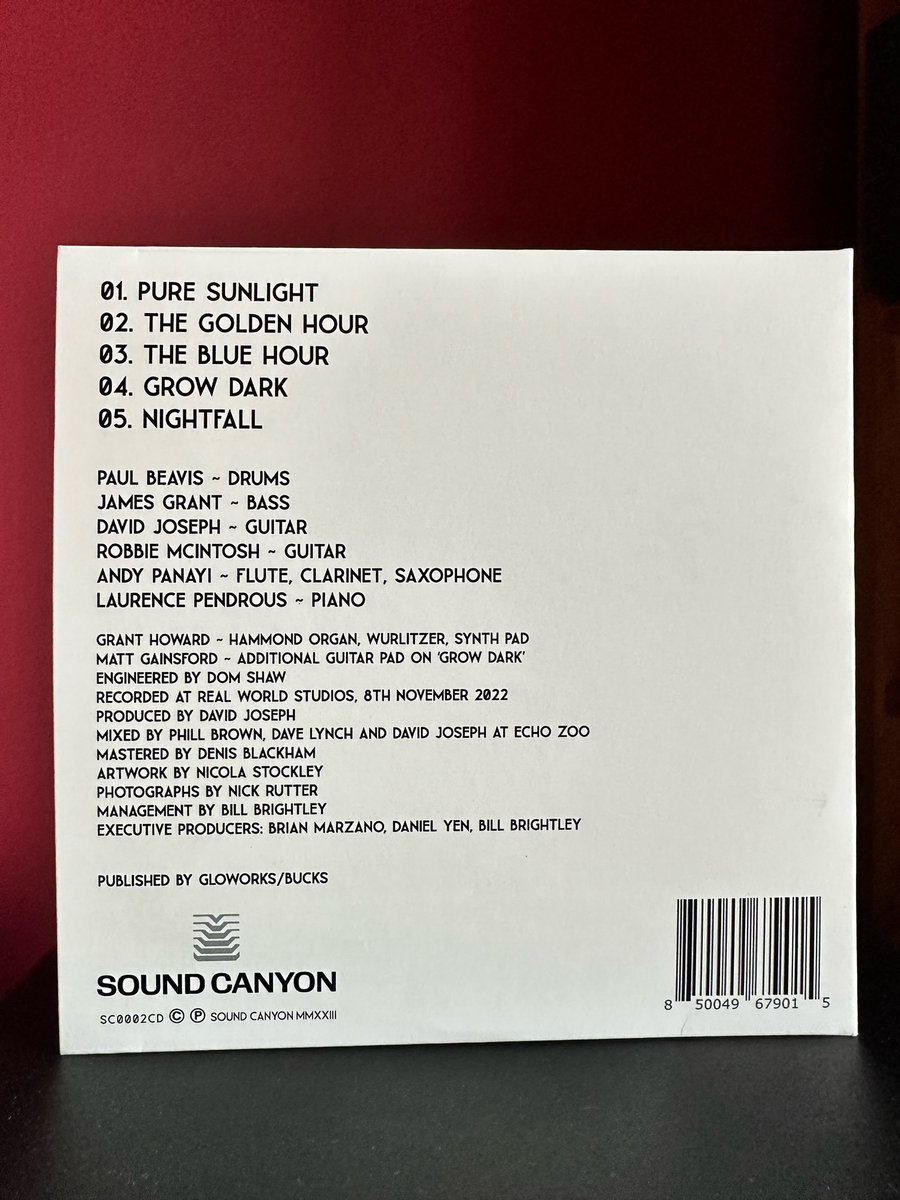 01. PURE SUNLIGHT
02. THE GOLDEN HOUR
03. THE BLUE HOUR
04. GROW DARK
05. NIGHTFALL
PAUL BEAVIS ~ DRUMS
JAMES GRANT ~ BASS
DAVID JOSEPH ~ GUITAR
ROBBIE MCINTOSH ~ GUITAR
ANDY PANAYI ~ FLUTE, CLARINET, SAXOPHONE
LAURENCE PENDROUS ~ PIANO
GRANT HOWARD ~ HAMMOND ORGAN, WURLITZER, SYNTH PAD
MATT GAINSFORD ~ ADDITIONAL GUITAR PAD ON 'GROW DARK'
ENGINEERED BY DOM SHAW
RECORDED AT REAL WORLD STUDIOS, 8TH NOVEMBER 2022
PRODUCED BY DAVID JOSEPH
MIXED BY PHILL BROWN, DAVE LYNCH AND DAVID JOSEPH AT ECHO ZOO
MASTERED BY DENIS BLACKHAM
ARTWORK BY NICOLA STOCKLEY
PHOTOGRAPHS BY NICK RUTTER
MANAGEMENT BY BILL BRIGHTLEY
EXECUTIVE PRODUCERS: BRIAN MARZANO, DANIEL YEN, BILL BRIGHTLEY
PUBLISHED BY GLOWORKS/BUCKS
SOUND CANYON
SC0002CD © ℗ SOUND CANYON MMXXIII
8 50049 67901 5